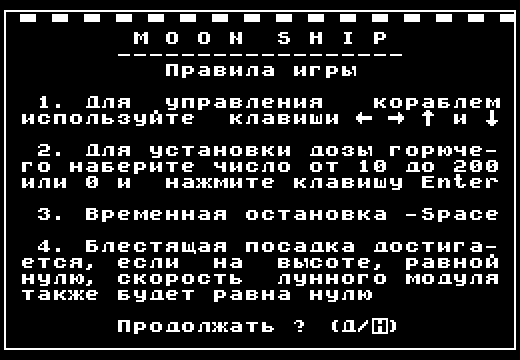 MOON SHIP
Правила игры
1. Для управления кораблем
используйте клавиши ← → ↑ и ↓
2. Для установки дозы горюче-
го наберите число от 10 до 200
или 0 и нажмите клавишу Enter
3. Временная остановка -Space
4. Блестящая посадка достига-
ется, если на высоте, равной
нулю, скорость лунного модуля
также будет равна нулю
Продолжать ? (Д/Н)